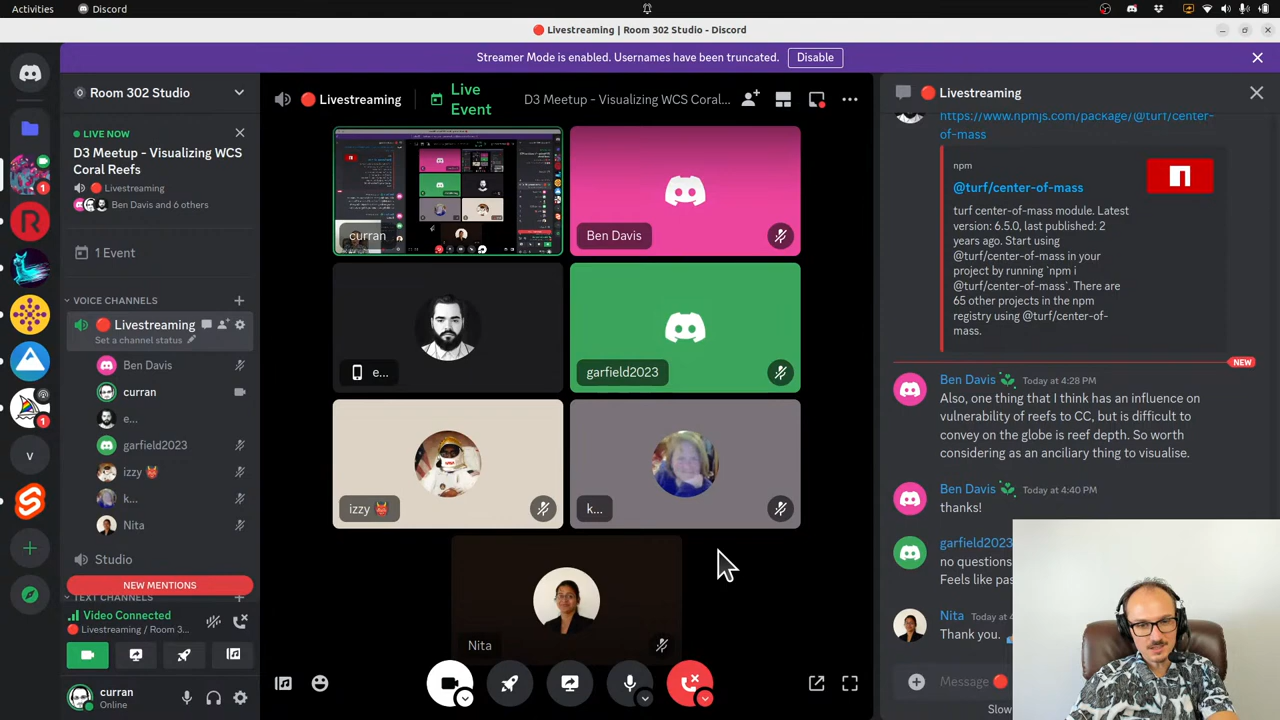 Activities
Discord
🔴 Livestreaming | Room 302 Studio - Discord
Streamer Mode is enabled. Usernames have been truncated.
Disable
Room 302 Studio
LIVE NOW
D3 Meetup - Visualizing WCS
Coral Reefs
🔴 Livestreaming
Ben Davis and 6 others
1 Event
VOICE CHANNELS
🔴 Livestreaming
Set a channel status
Ben Davis
curran
e...
garfield2023
izzy 👹
k...
Nita
Studio
NEW MENTIONS
TEXT CHANNELS
Video Connected
🔴 Livestreaming / Room 3...
curran
Online
🔴 Livestreaming
Live
Event
D3 Meetup - Visualizing WCS Coral...
curran
Ben Davis
e...
garfield2023
izzy 👹
k...
Nita
🔴 Livestreaming
https://www.npmjs.com/package/@turf/center-
of-mass
npm
@turf/center-of-mass
turf center-of-mass module. Latest
version: 6.5.0, last published: 2
years ago. Start using
@turf/center-of-mass in your
project by running `npm i
@turf/center-of-mass`. There are
65 other projects in the npm
registry using @turf/center-of-
mass.
NEW
Ben Davis Today at 4:28 PM
Also, one thing that I think has an influence on
vulnerability of reefs to CC, but is difficult to
convey on the globe is reef depth. So worth
considering as an anciliary thing to visualise.
Ben Davis Today at 4:40 PM
thanks!
garfield2023
no questions
Feels like pas
Nita Today at 4
Thank you.
Message 🔴
Slow